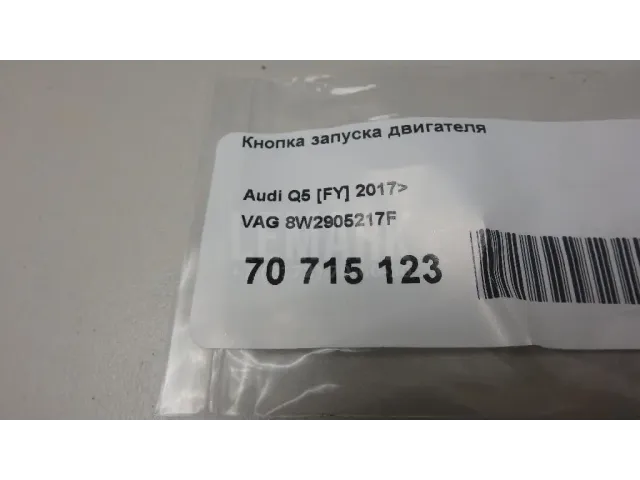 Кнопка запуска двигателя
Audi Q5 [FY] 2017>
VAG 8W2905217F
70 715 123